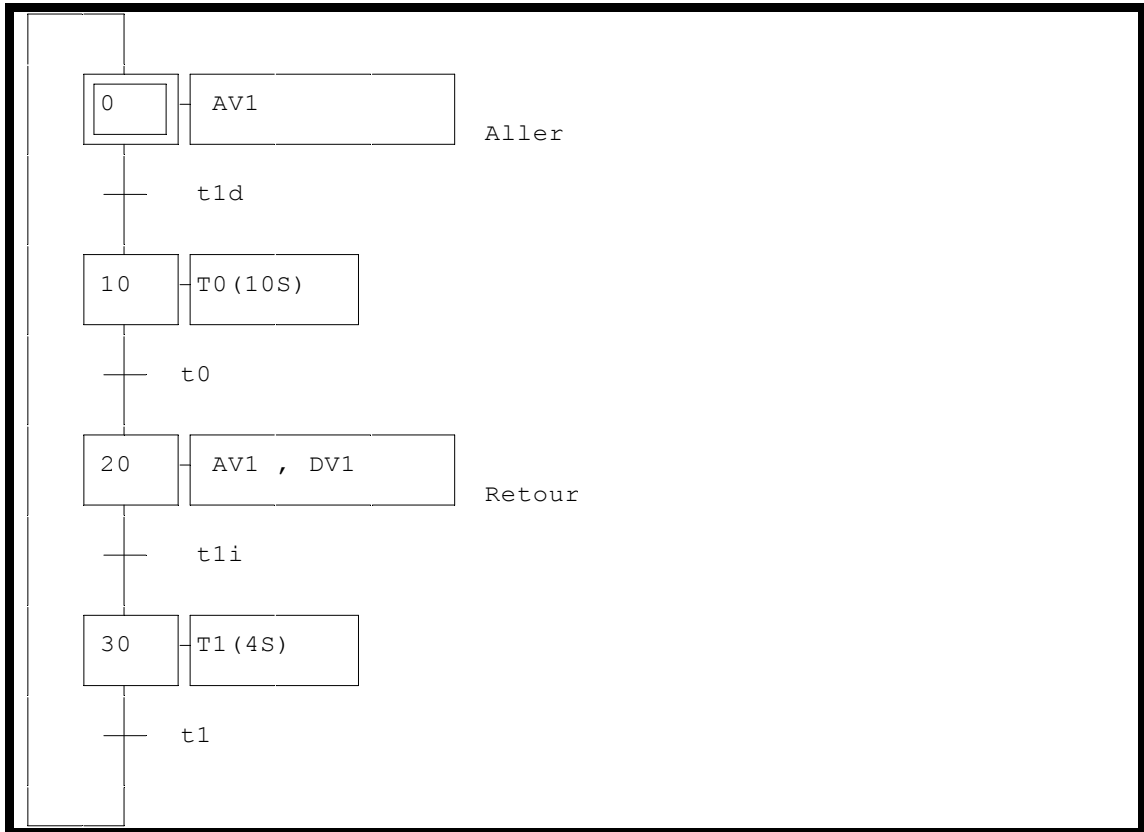 0 AV1
Aller
t1d
10 T0(10S)
t0
20 AV1 , DV1
Retour
t1i
30 T1(4S)
t1